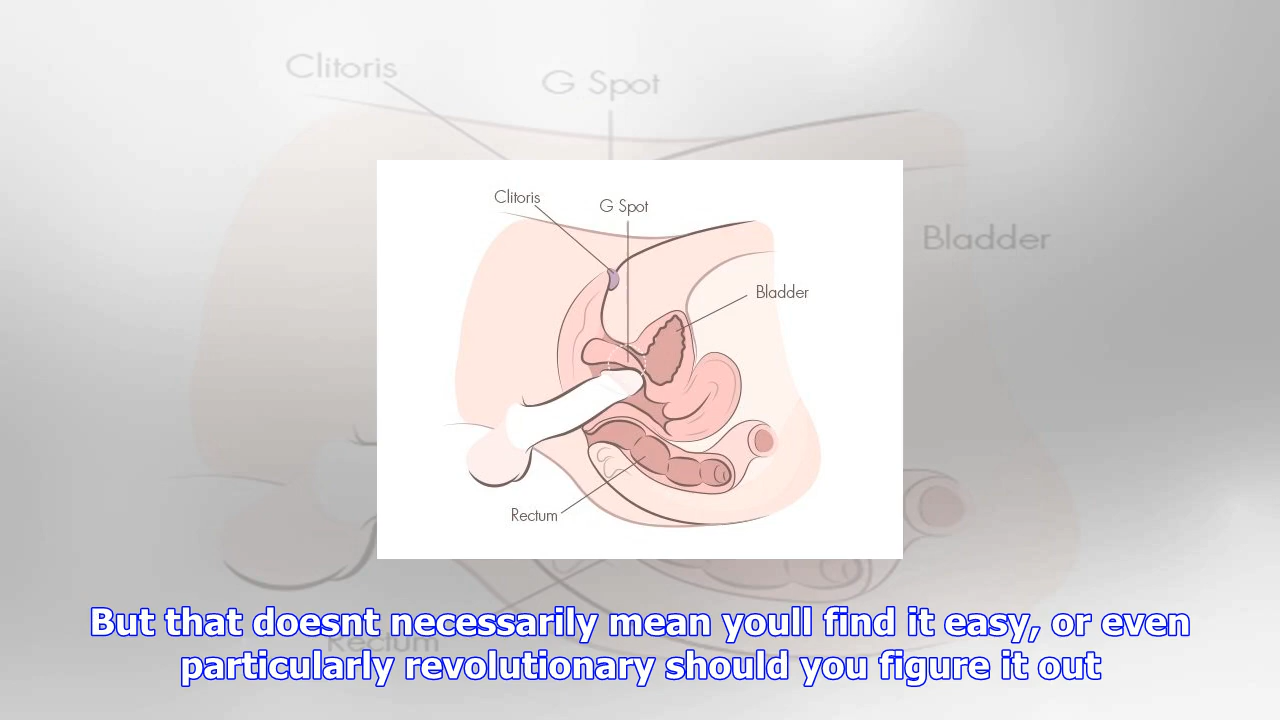 Clitoris
G Spot
Bladder
Rectum
Clitoris
G Spot
Bladder
Rectum
But that doesnt necessarily mean youll find it easy, or even
particularly revolutionary should you figure it out